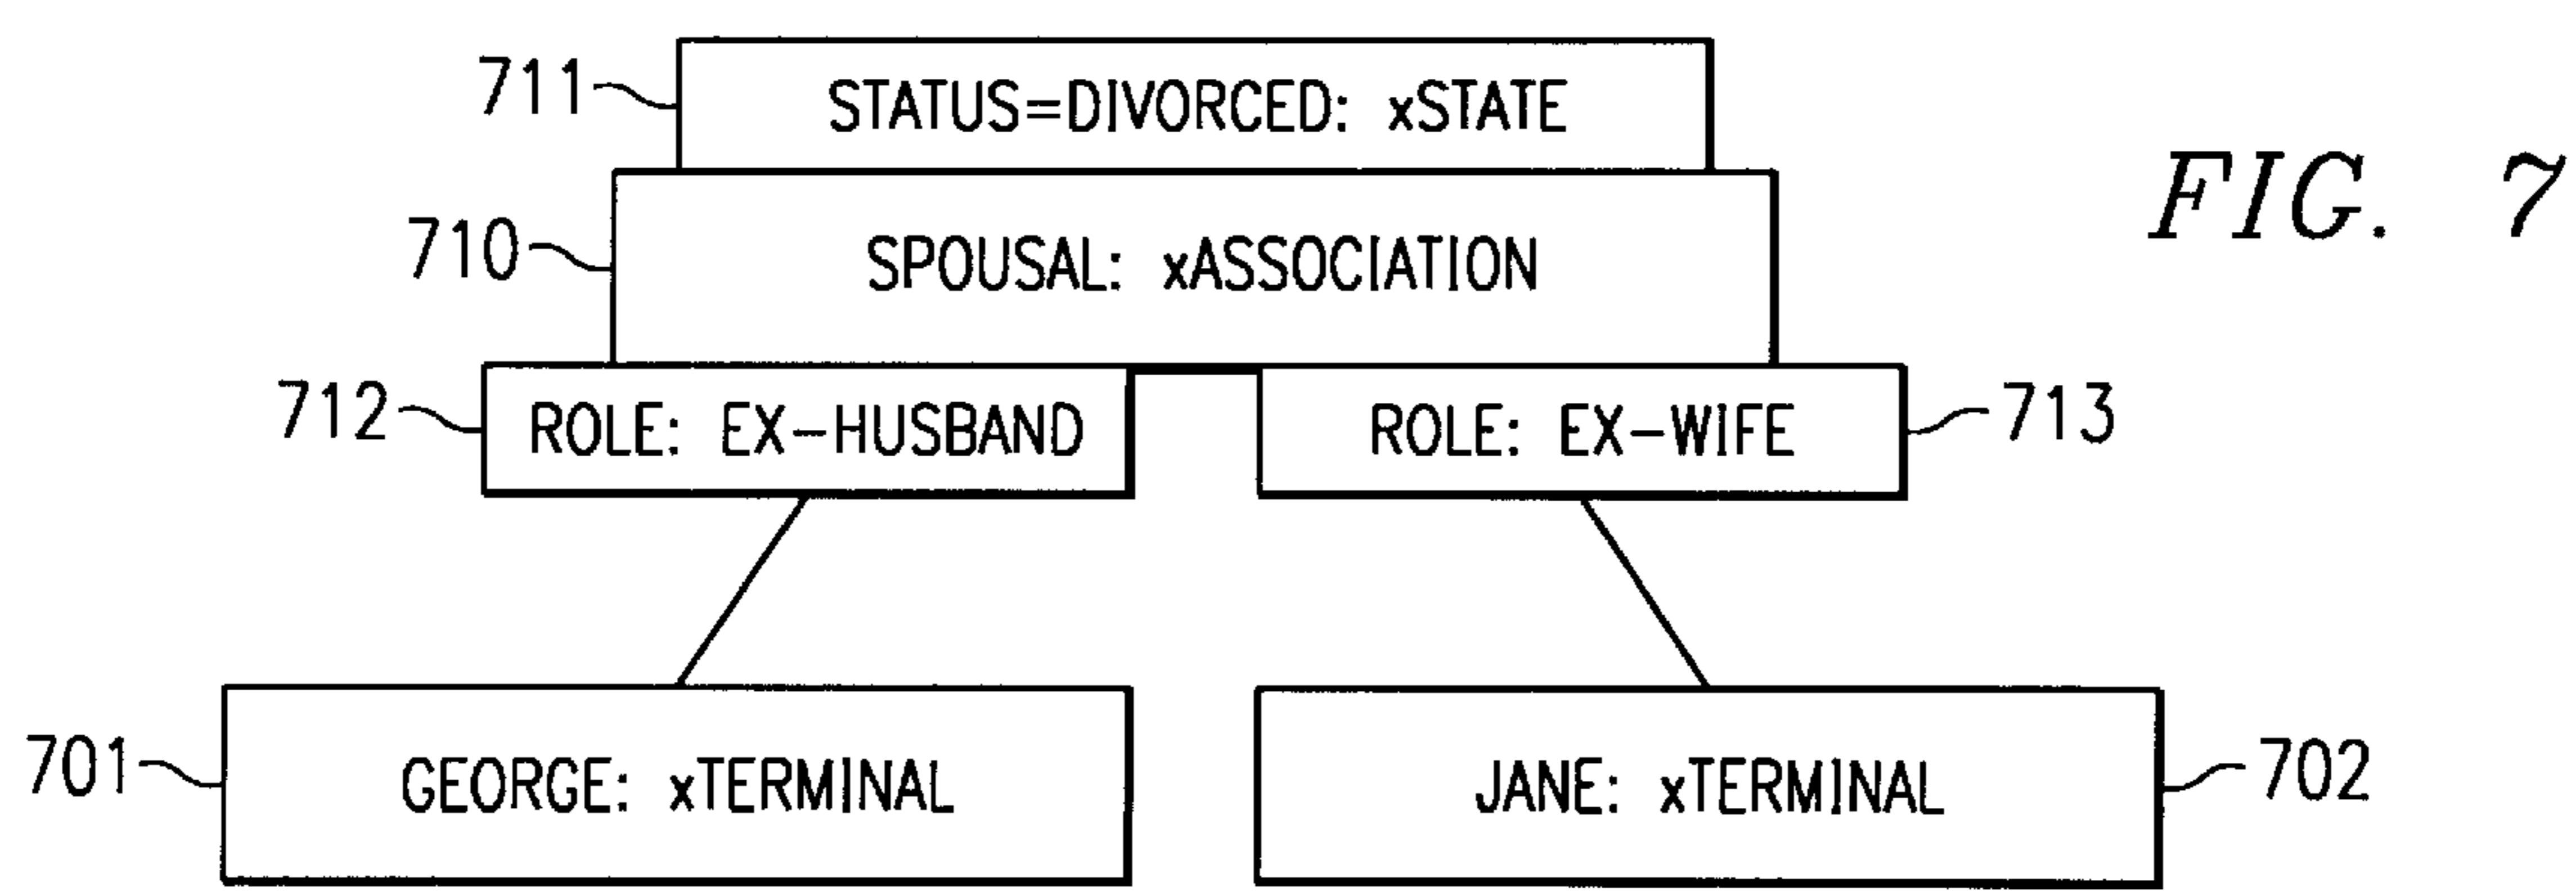 711 STATUS=DIVORCED: xSTATE
FIG. 7
710 SPOUSAL: xASSOCIATION
712 ROLE: EX-HUSBAND ROLE: EX-WIFE 713
701 GEORGE: xTERMINAL JANE: xTERMINAL 702